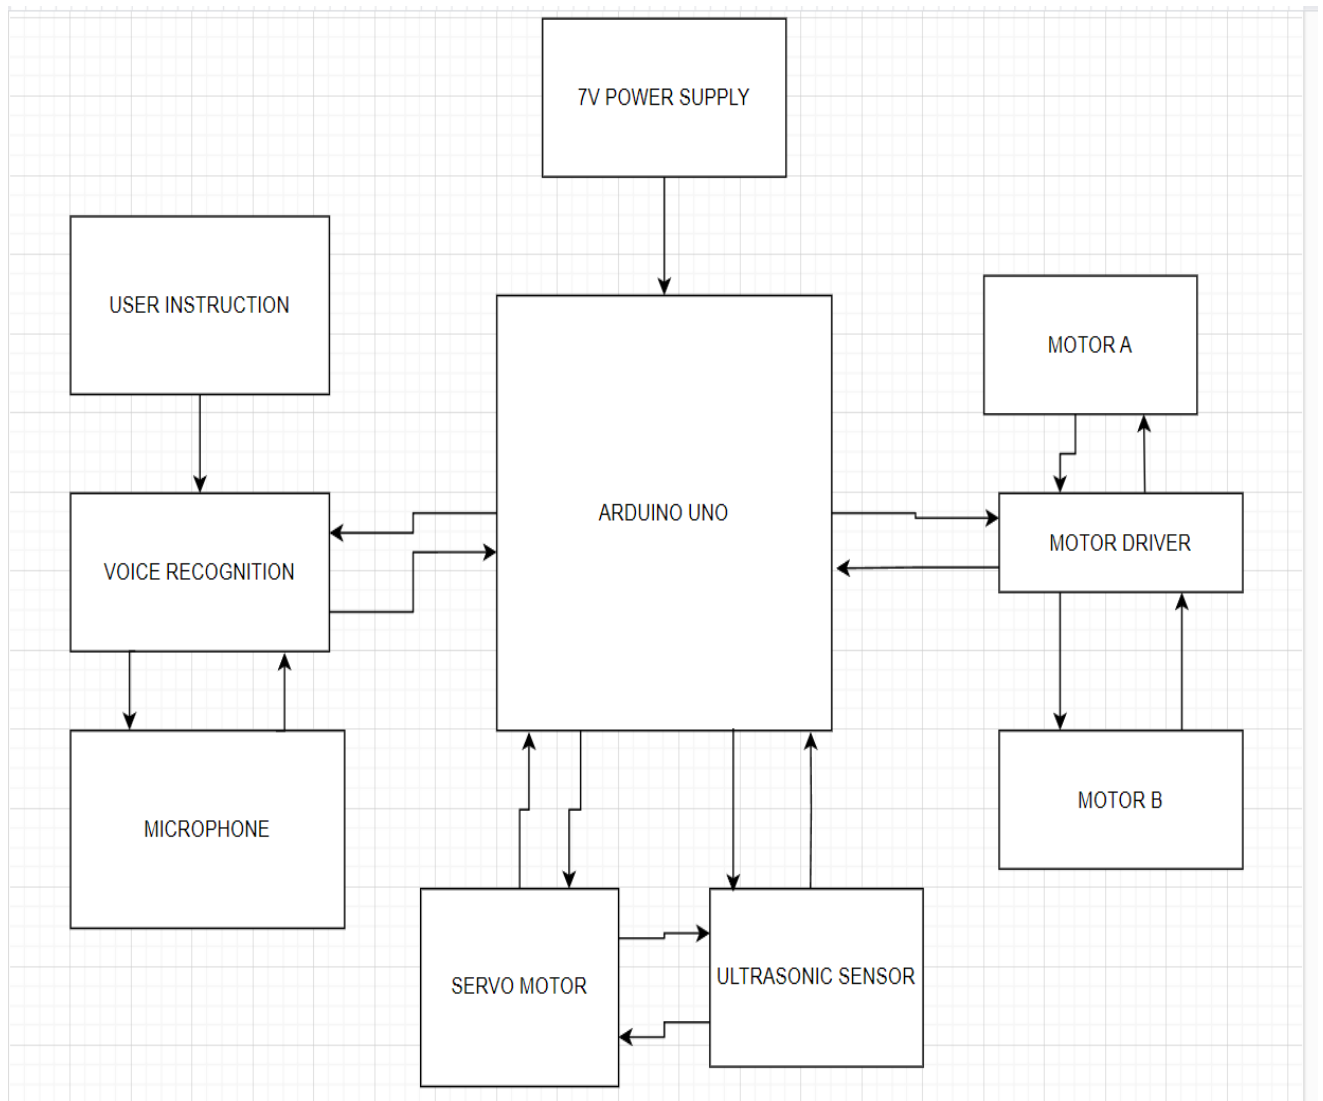 7V POWER SUPPLY
USER INSTRUCTION
MOTOR A
ARDUINO UNO
MOTOR DRIVER
VOICE RECOGNITION
MOTOR B
MICROPHONE
SERVO MOTOR
ULTRASONIC SENSOR